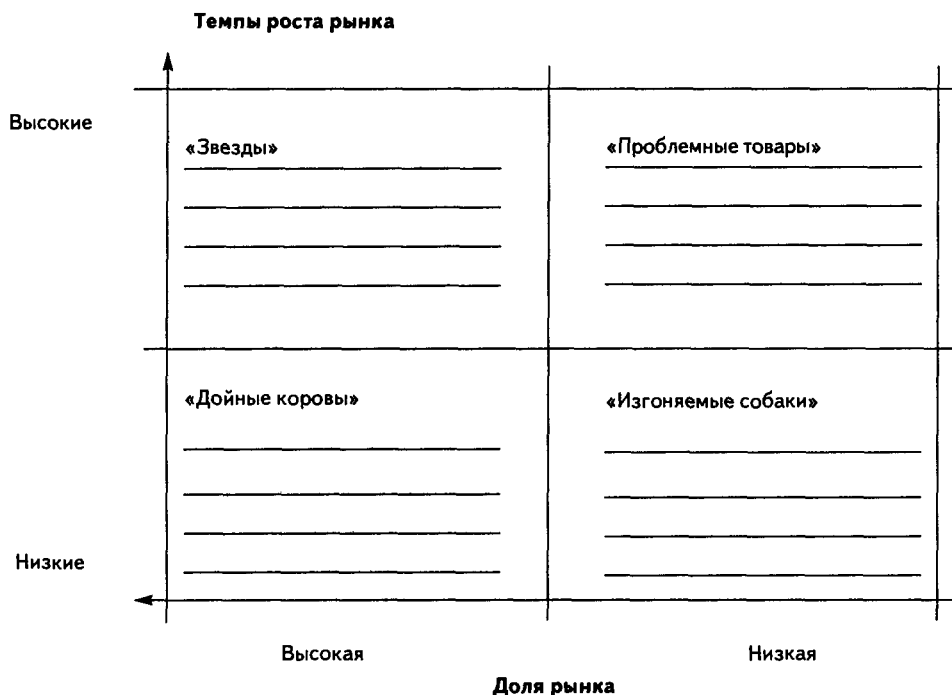 Темпы роста рынка
Высокие
«Звезды»
«Проблемные товары»
«Дойные коровы»
«Изгоняемые собаки»
Низкие
Высокая
Низкая
Доля рынка